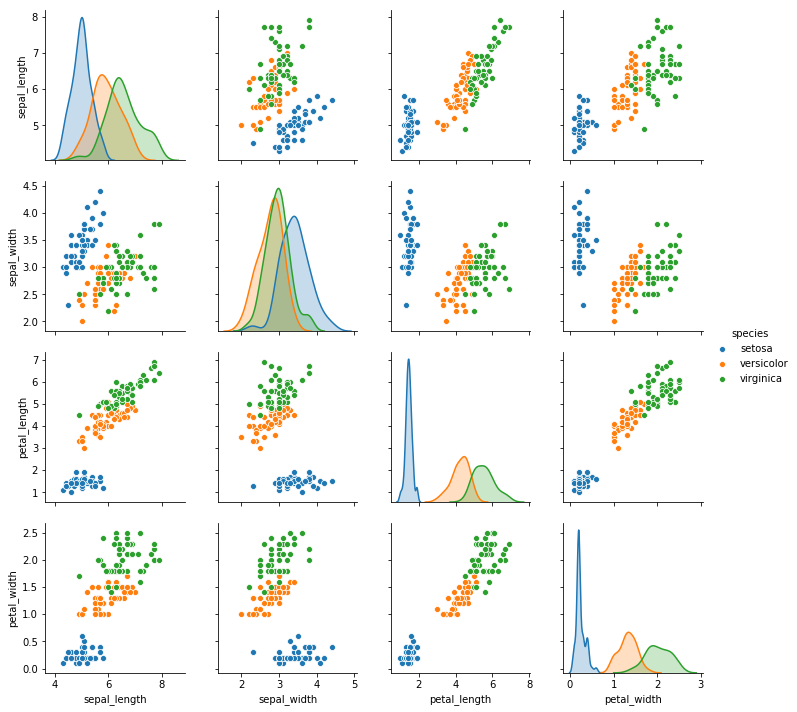 sepal_length
8
7
6
5
sepal_width
4.5
4.0
3.5
3.0
2.5
2.0
species
setosa
versicolor
virginica
petal_length
7
6
5
4
3
2
1
petal_width
2.5
2.0
1.5
1.0
0.5
0.0
4 6 8
2 3 4 5
2 4 6 8
0 1 2 3
sepal_length sepal_width petal_length petal_width